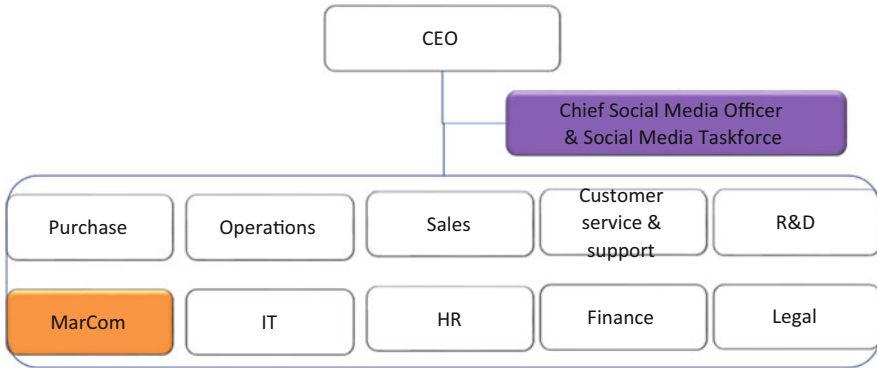 CEO
Chief Social Media Officer
& Social Media Taskforce
Purchase
Operations
Sales
Customer
service &
support
R&D
MarCom
IT
HR
Finance
Legal